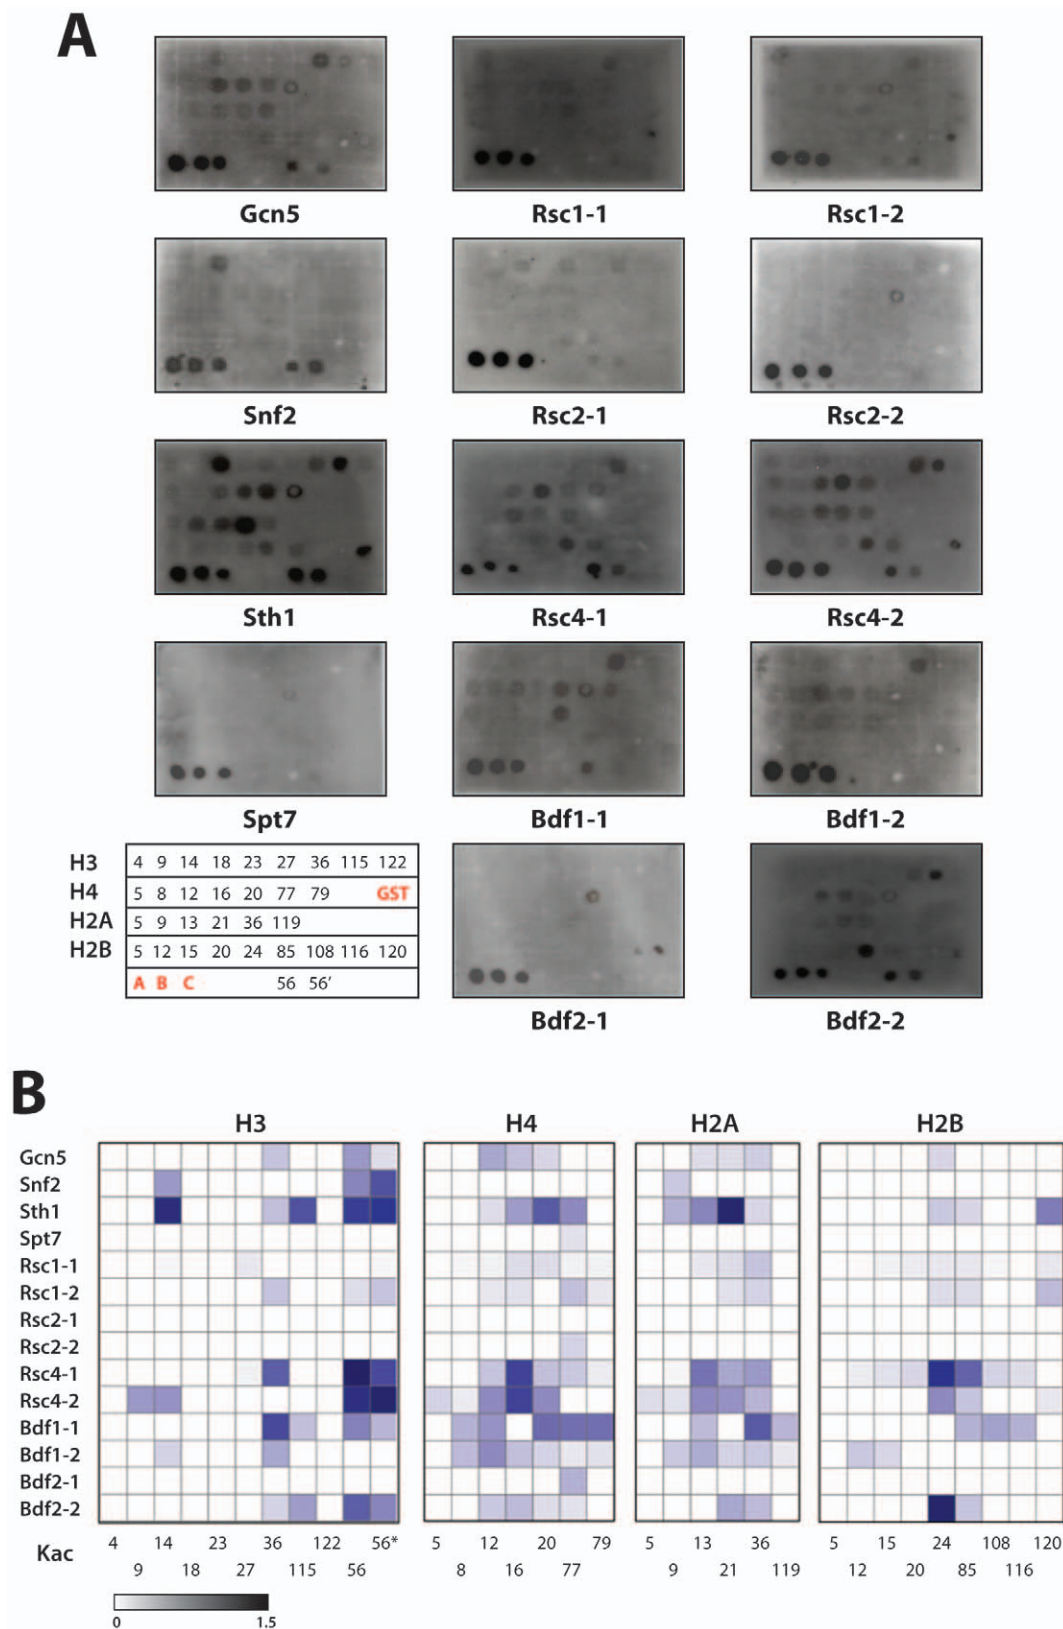 A
Gcn5 Rsc1-1 Rsc1-2
Snf2 Rsc2-1 Rsc2-2
Sth1 Rsc4-1 Rsc4-2
Spt7 Bdf1-1 Bdf1-2
H3 4 9 14 18 23 27 36 115 122
H4 5 8 12 16 20 77 79 GST
H2A 5 9 13 21 36 119
H2B 5 12 15 20 24 85 108 116 120
A B C 56 56′
Bdf2-1 Bdf2-2
B
H3 H4 H2A H2B
Gcn5
Snf2
Sth1
Spt7
Rsc1-1
Rsc1-2
Rsc2-1
Rsc2-2
Rsc4-1
Rsc4-2
Bdf1-1
Bdf1-2
Bdf2-1
Bdf2-2
Kac
4 14 23 36 122 56* 5 12 20 79 5 13 36 5 15 24 108 120
9 18 27 115 56 8 16 77 9 21 119 12 20 85 116
0 1.5